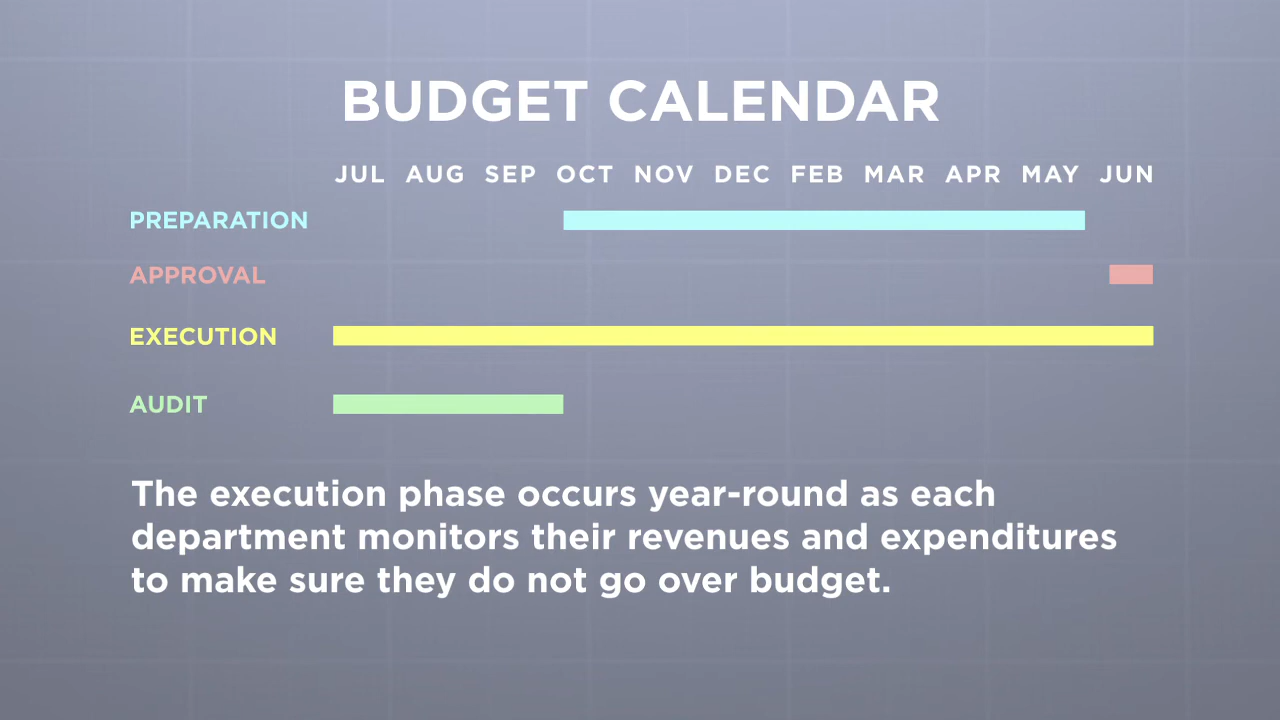 BUDGET CALENDAR
JUL AUG SEP OCT NOV DEC FEB MAR APR MAY JUN
PREPARATION
APPROVAL
EXECUTION
AUDIT
The execution phase occurs year-round as each
department monitors their revenues and expenditures
to make sure they do not go over budget.